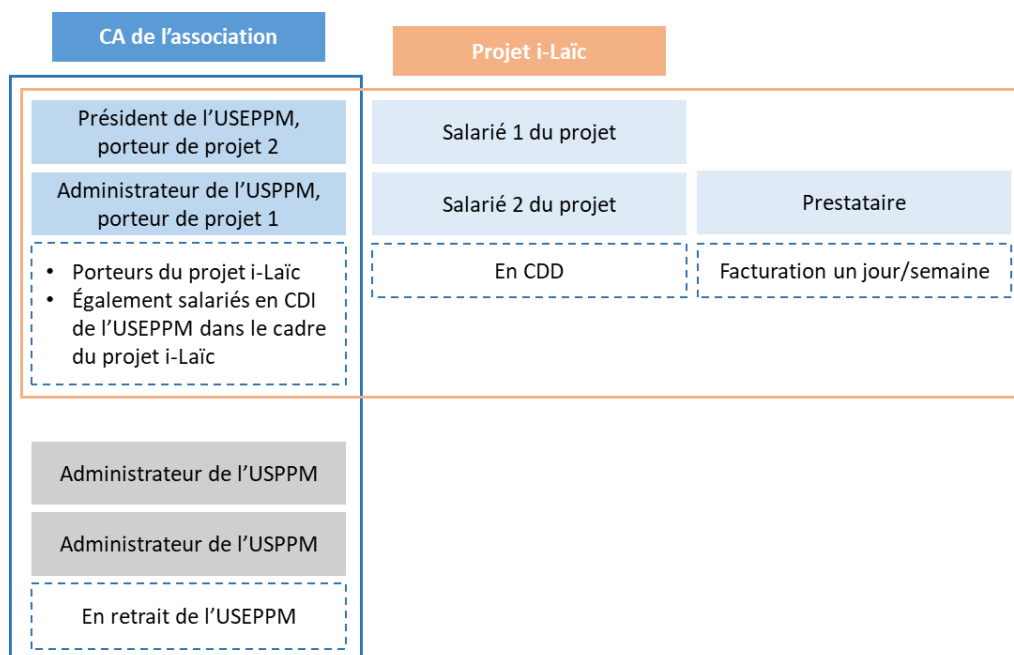 CA de l’association
Projet i-Laïc
Président de l’USEPPM,
porteur de projet 2
Salarié 1 du projet
Administrateur de l’USPPM,
porteur de projet 1
Salarié 2 du projet
Prestataire
• Porteurs du projet i-Laïc
• Également salariés en CDI
de l’USEPPM dans le cadre
du projet i-Laïc
En CDD
Facturation un jour/semaine
Administrateur de l’USPPM
Administrateur de l’USPPM
En retrait de l’USEPPM